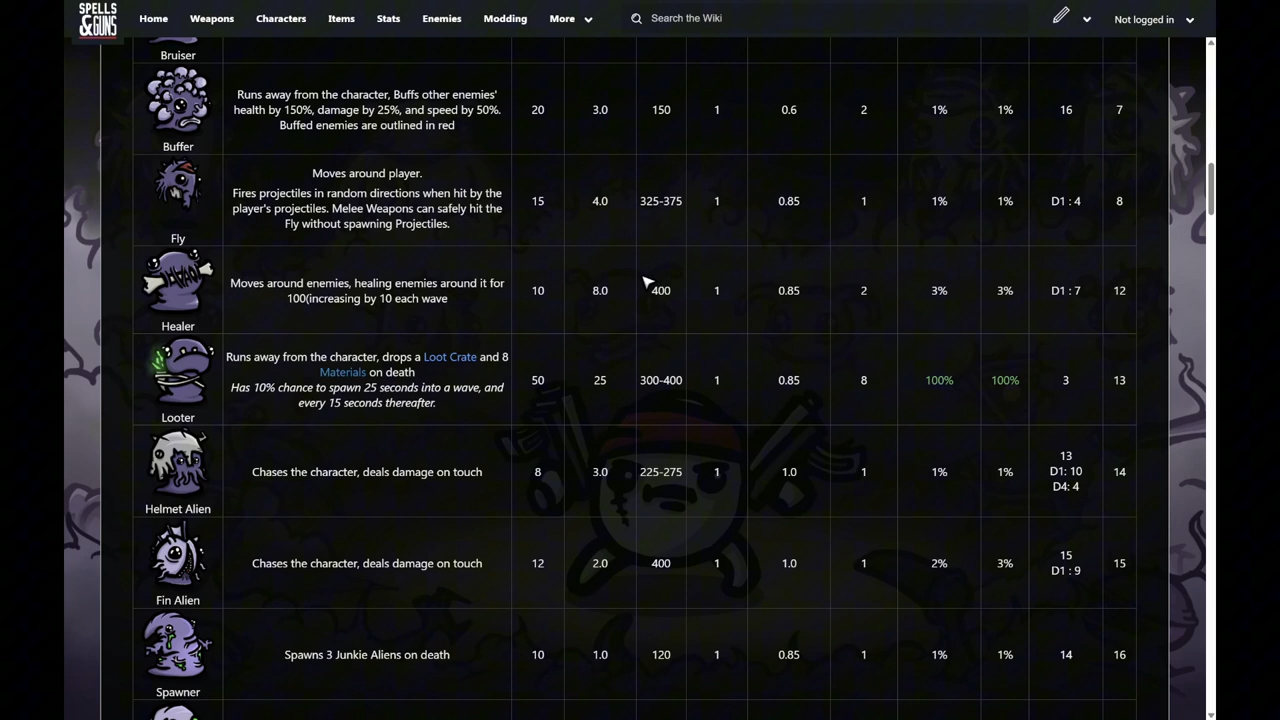 SPELLS
&GUNS
Home
Weapons
Characters
Items
Stats
Enemies
Modding
More
Search the Wiki
Not logged in
Bruiser
Runs away from the character, Buffs other enemies'
health by 150%, damage by 25%, and speed by 50%.
Buffed enemies are outlined in red
20
3.0
150
1
0.6
2
1%
1%
16
7
Buffer
Moves around player.
Fires projectiles in random directions when hit by the
player's projectiles. Melee Weapons can safely hit the
Fly without spawning Projectiles.
15
4.0
325-375
1
0.85
1
1%
1%
D1 : 4
8
Fly
Moves around enemies, healing enemies around it for
100(increasing by 10 each wave
10
8.0
400
1
0.85
2
3%
3%
D1 : 7
12
Healer
Runs away from the character, drops a Loot Crate and 8
Materials on death
Has 10% chance to spawn 25 seconds into a wave, and
every 15 seconds thereafter.
50
25
300-400
1
0.85
8
100%
100%
3
13
Looter
Chases the character, deals damage on touch
8
3.0
225-275
1
1.0
1
1%
1%
13
D1: 10
D4: 4
14
Helmet Alien
Chases the character, deals damage on touch
12
2.0
400
1
1.0
1
2%
3%
15
D1 : 9
15
Fin Alien
Spawns 3 Junkie Aliens on death
10
1.0
120
1
0.85
1
1%
1%
14
16
Spawner